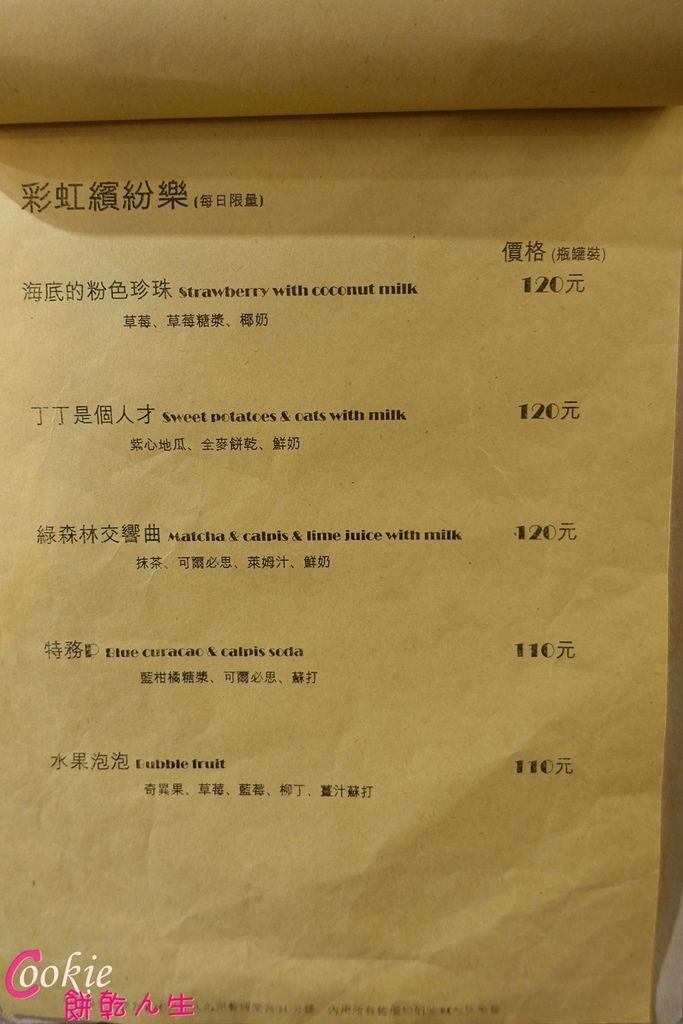 彩虹繽紛樂 (每日限量)
價格 (瓶罐裝)
海底的粉色珍珠 Strawberry with coconut milk 120元
草莓、草莓糖漿、椰奶
丁丁是個人才 Sweet potatoes & oats with milk 120元
紫心地瓜、全麥餅乾、鮮奶
綠森林交響曲 Matcha & calpis & lime juice with milk 120元
抹茶、可爾必思、萊姆汁、鮮奶
特務P Blue curacao & calpis soda 110元
藍柑橘糖漿、可爾必思、蘇打
水果泡泡 Bubble fruit 110元
奇異果、草莓、藍莓、柳丁、薑汁蘇打
Cookie
餅乾ん生